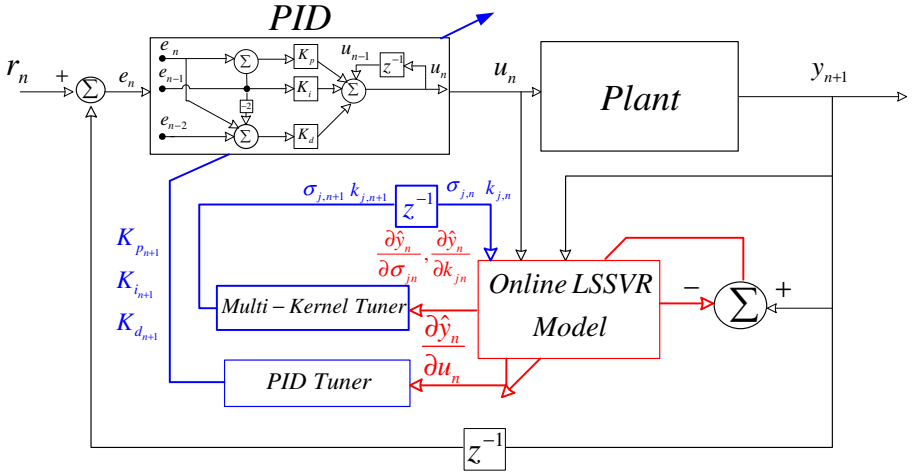 PID
r_n
+
Σ
e_n
e_n
e_{n-1}
e_{n-2}
Σ
-2
Σ
K_p
K_i
K_d
Σ
u_{n-1}
z^{-1}
u_n
u_n
Plant
y_{n+1}
σ_{j,n+1} k_{j,n+1}
z^{-1}
σ_{j,n} k_{j,n}
K_{p_{n+1}}
K_{i_{n+1}}
K_{d_{n+1}}
∂ŷ_n/∂σ_{jn}, ∂ŷ_n/∂k_{jn}
Multi-Kernel Tuner
Online LSSVR
Model
−
Σ
+
∂ŷ_n/∂u_n
PID Tuner
z^{-1}